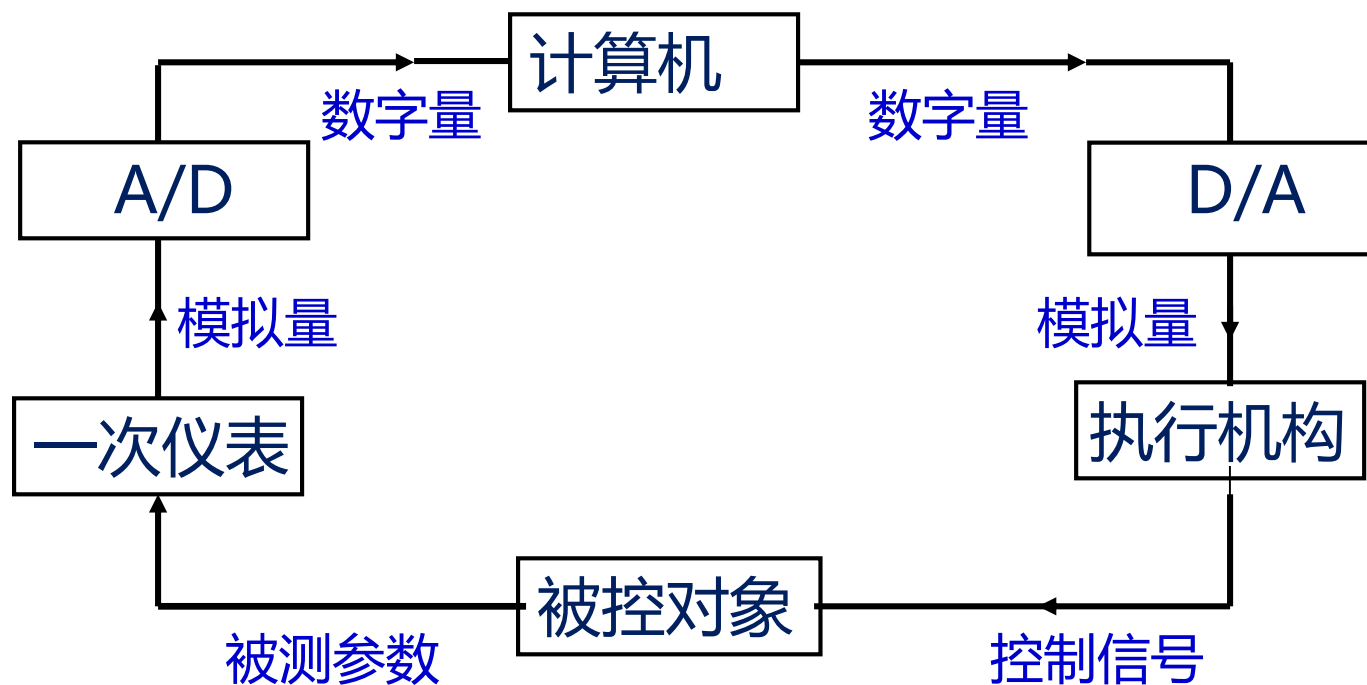 计算机
数字量
数字量
A/D
D/A
模拟量
模拟量
一次仪表
执行机构
被控对象
被测参数
控制信号